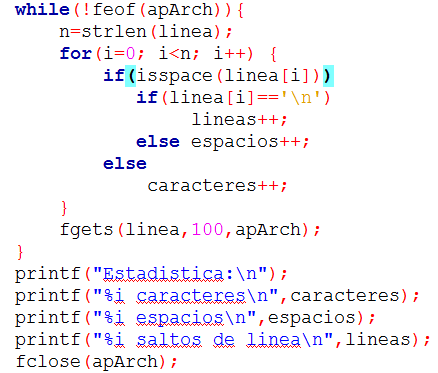 while(!feof(apArch)){
    n=strlen(linea);
    for(i=0; i<n; i++) {
        if(isspace(linea[i]))
            if(linea[i]=='\n')
                lineas++;
            else espacios++;
        else
            caracteres++;
    }
    fgets(linea,100,apArch);
}
printf("Estadistica:\n");
printf("%i caracteres\n",caracteres);
printf("%i espacios\n",espacios);
printf("%i saltos de linea\n",lineas);
fclose(apArch);